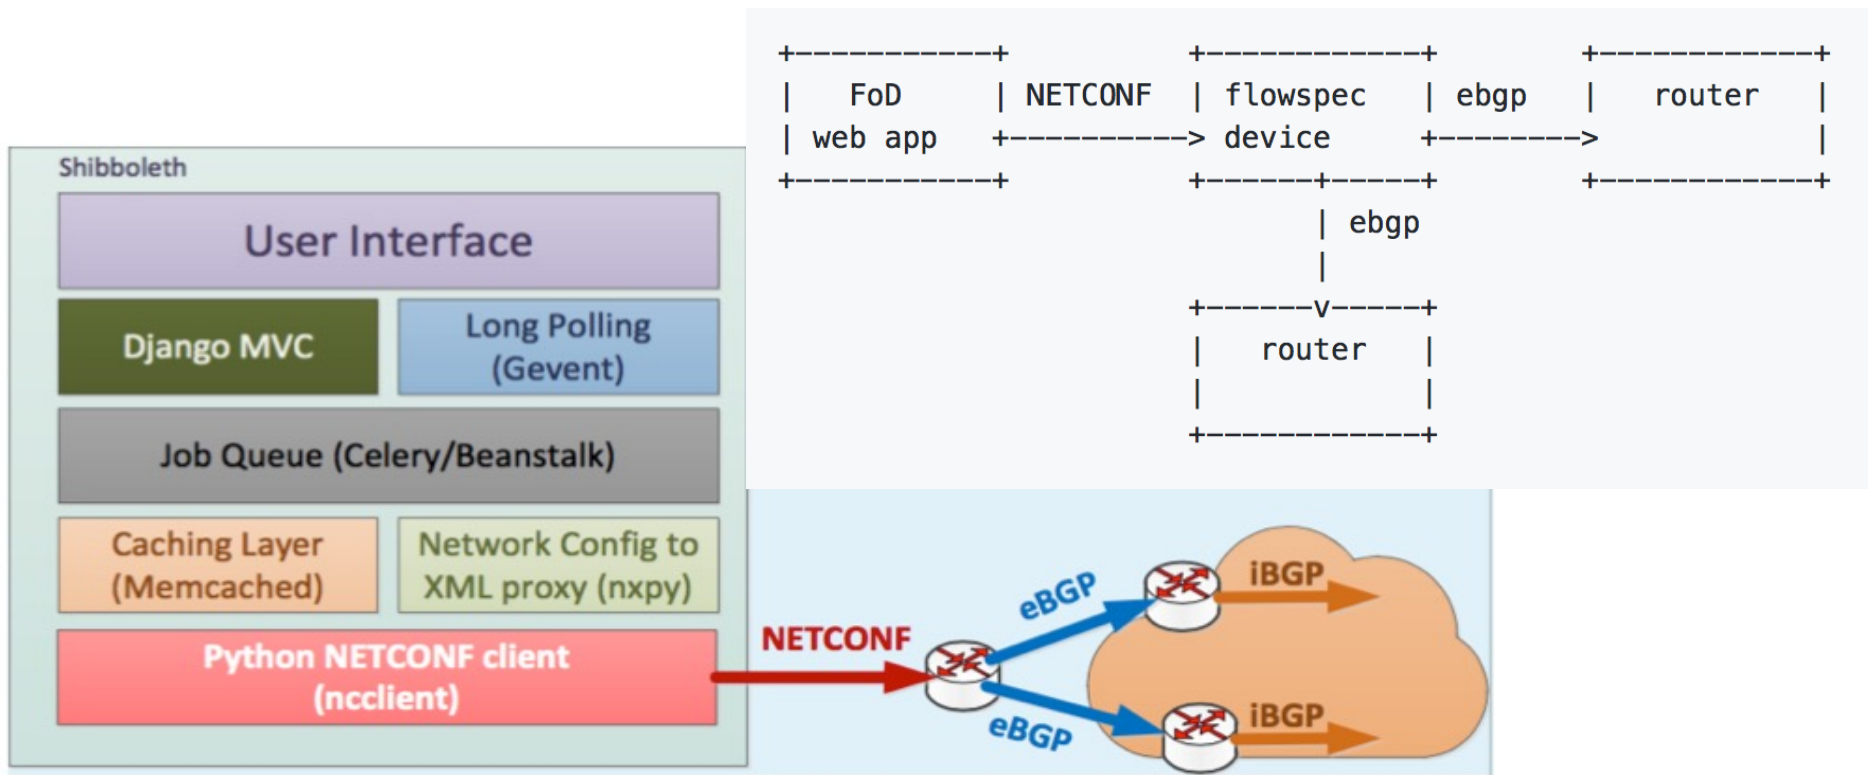 FoD NETCONF flowspec ebgp router
web app device
ebgp
router
Shibboleth
User Interface
Django MVC
Long Polling
(Gevent)
Job Queue (Celery/Beanstalk)
Caching Layer
(Memcached)
Network Config to
XML proxy (nxpy)
Python NETCONF client
(ncclient)
NETCONF
eBGP
eBGP
iBGP
iBGP